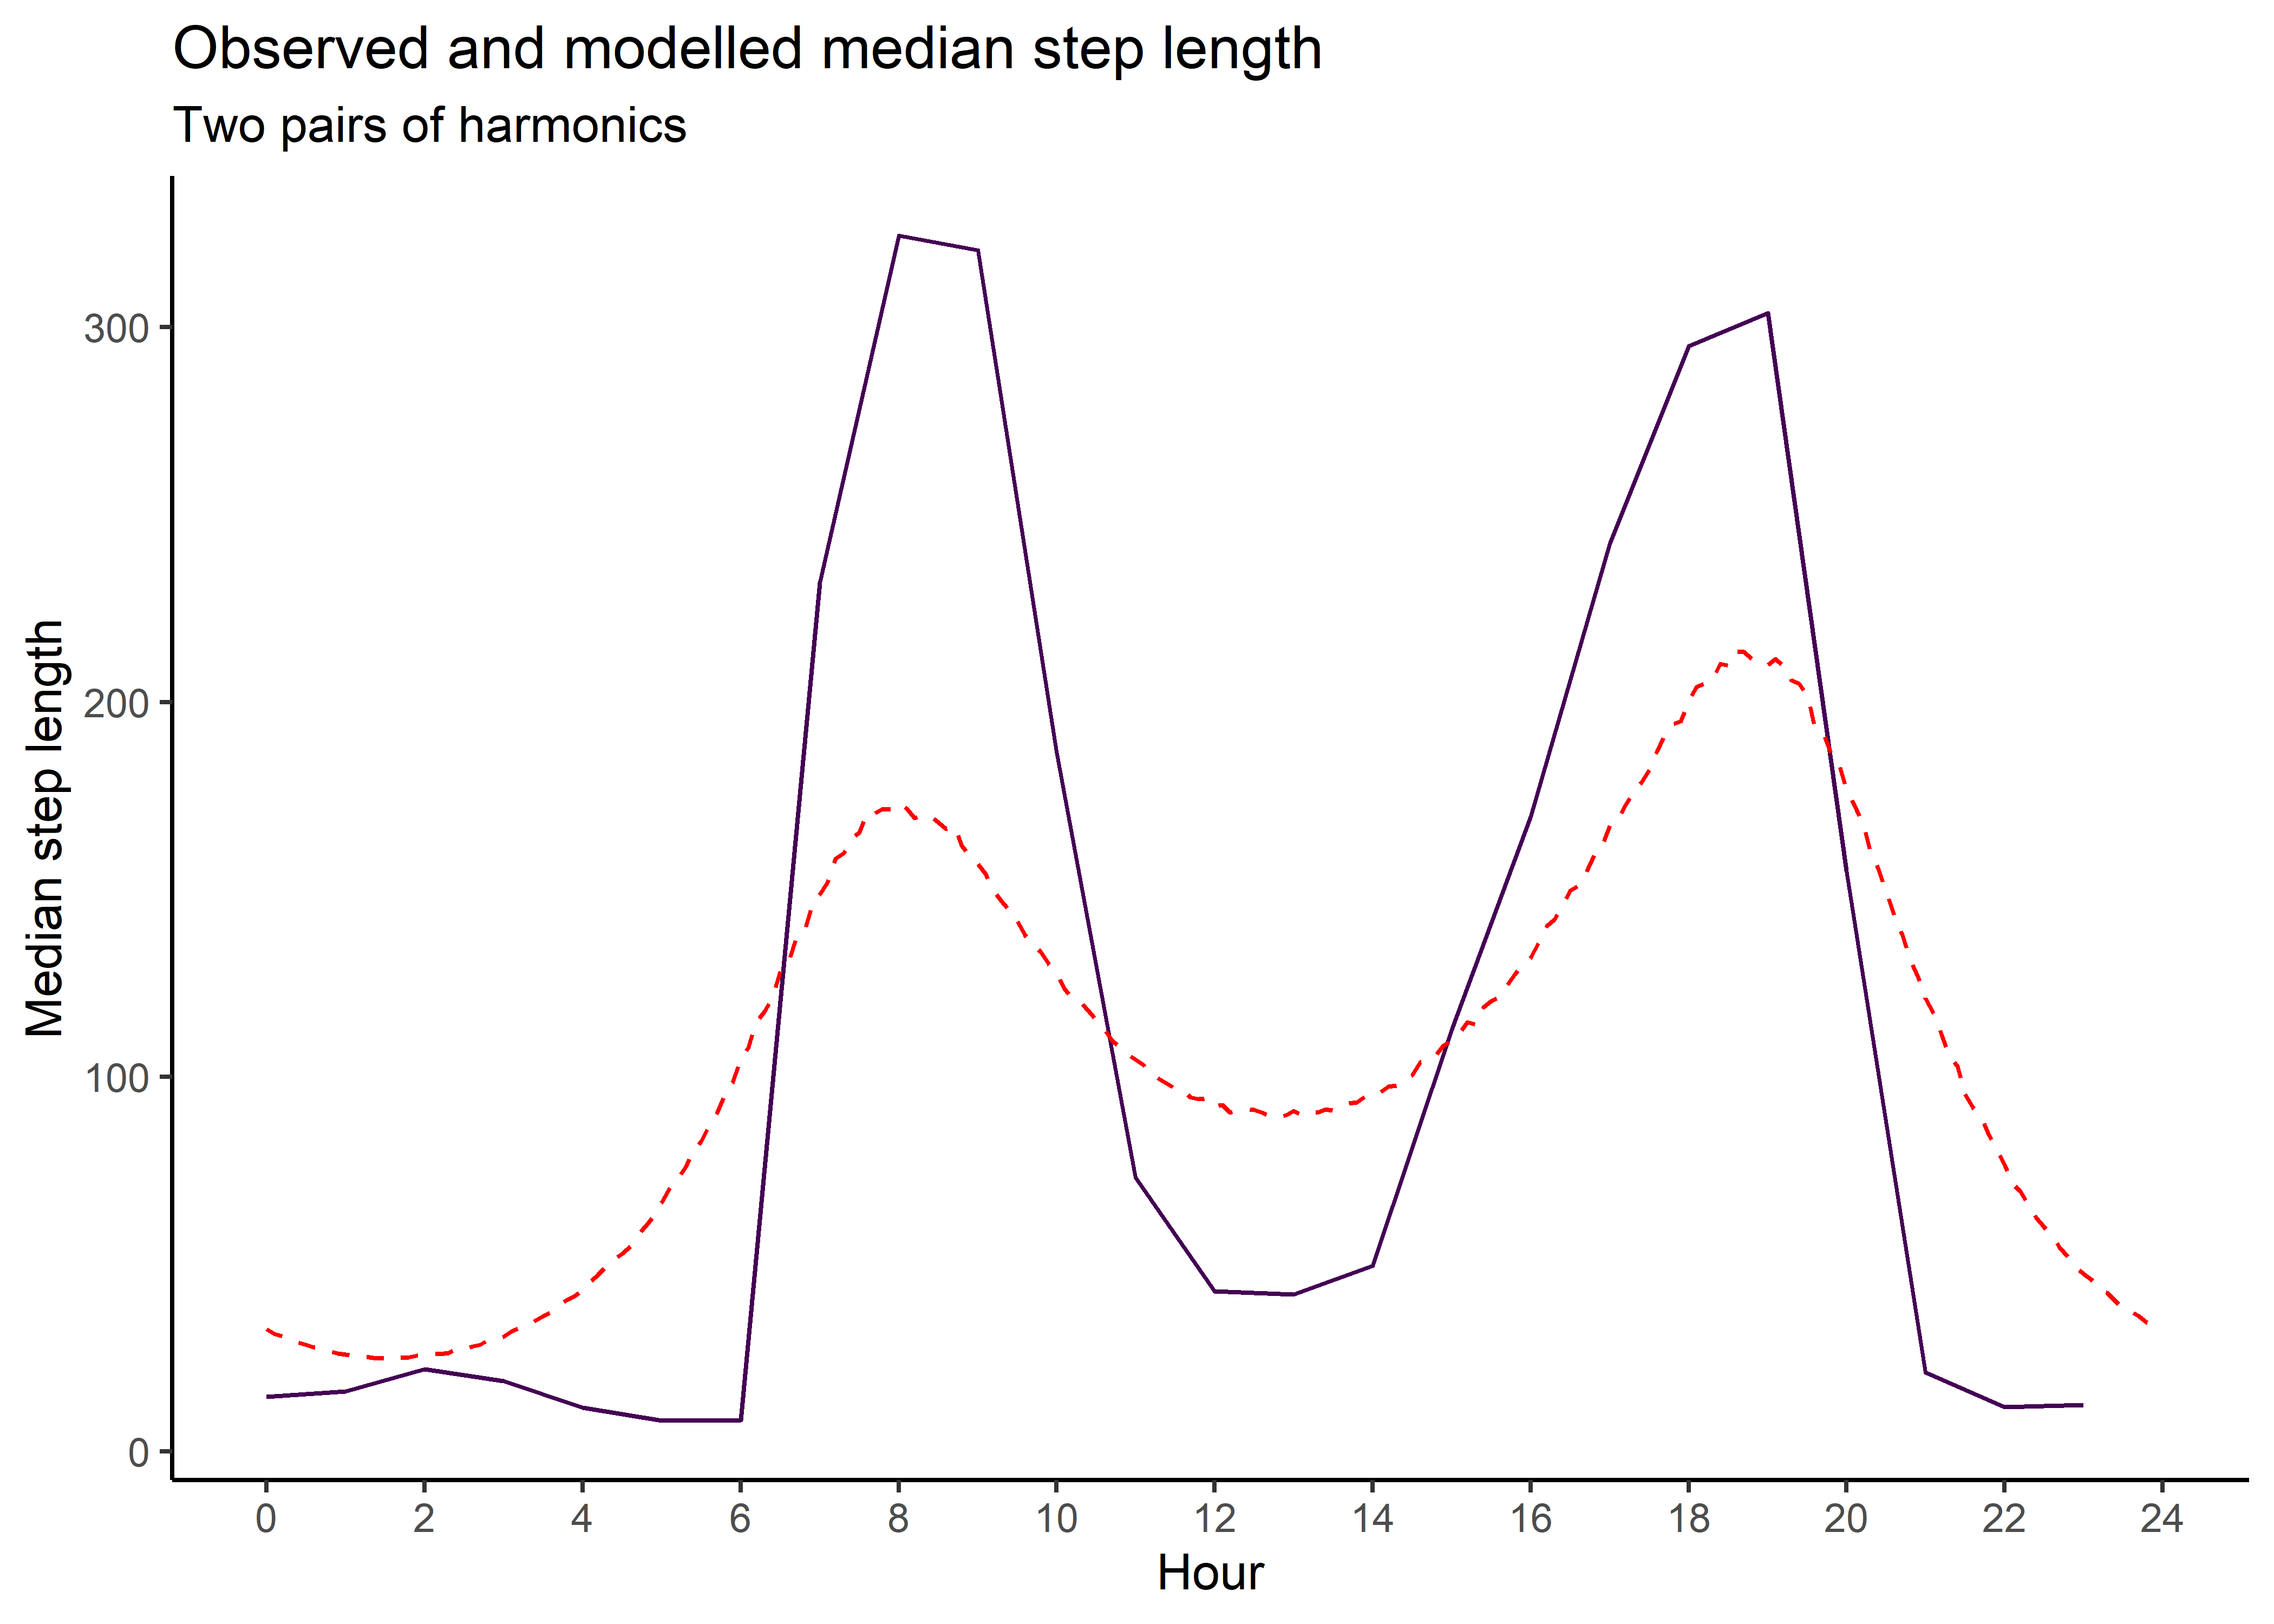 Observed and modelled median step length
Two pairs of harmonics
Median step length
300
200
100
0
0 2 4 6 8 10 12 14 16 18 20 22 24
Hour